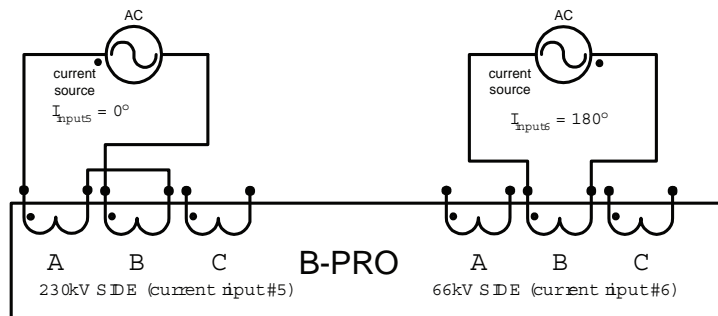 AC
AC
current
source
I_input5 = 0°
current
source
I_input6 = 180°
A B C B-PRO A B C
230kV SIDE (current input #5) 66kV SIDE (current input #6)